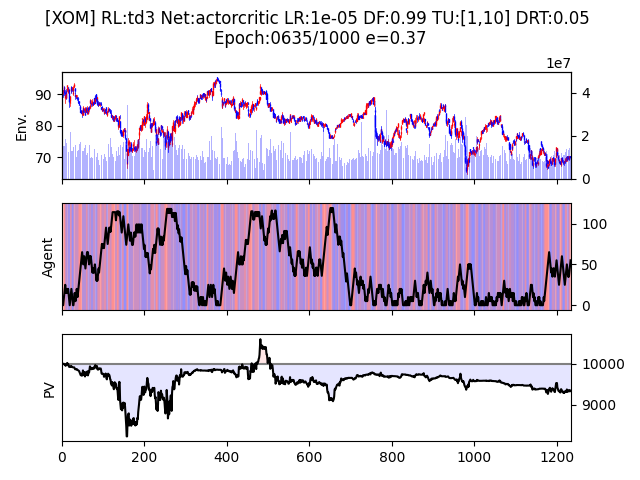 [XOM] RL:td3 Net:actorcritic LR:1e-05 DF:0.99 TU:[1,10] DRT:0.05
Epoch:0635/1000 e=0.37
1e7
Env.
90
80
70
4
2
0
Agent
100
50
0
PV
10000
9000
0 200 400 600 800 1000 1200